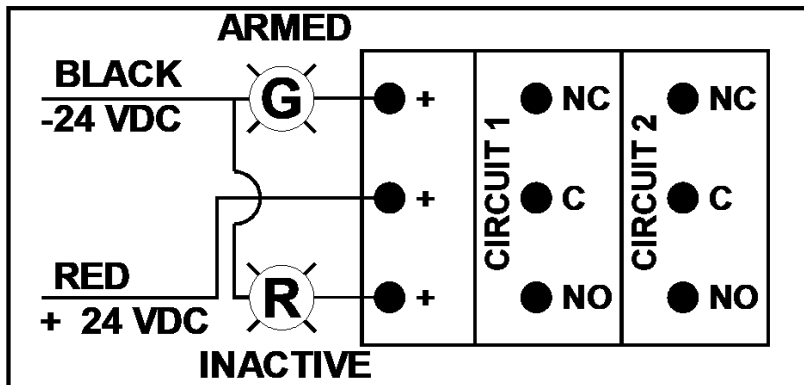 ARMED
BLACK
-24 VDC
G
+
NC
NC
CIRCUIT 1
CIRCUIT 2
+
C
C
RED
+ 24 VDC
R
+
NO
NO
INACTIVE